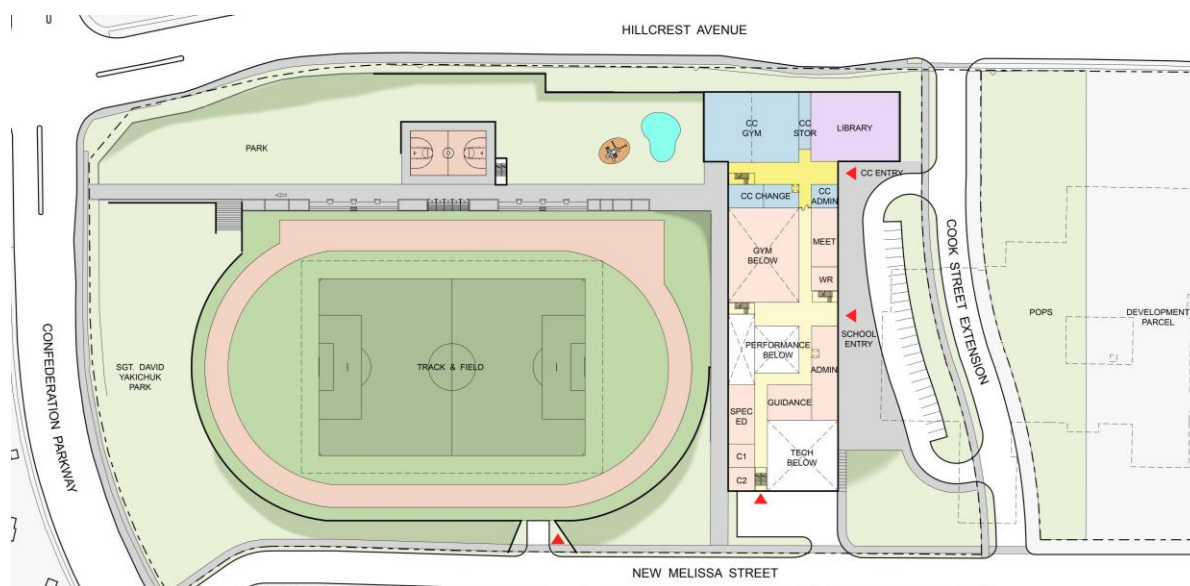 HILLCREST AVENUE
CC
GYM
CC
STOR
LIBRARY
PARK
CC ENTRY
CC CHANGE
CC
ADMIN
GYM
BELOW
MEET
WR
COOK STREET EXTENSION
POPS
DEVELOPMENT
PARCEL
SCHOOL
ENTRY
PERFORMANCE
BELOW
ADMIN
CONFEDERATION PARKWAY
SGT. DAVID
YAKICHUK
PARK
TRACK & FIELD
GUIDANCE
SPEC
ED
C1
C2
TECH
BELOW
NEW MELISSA STREET